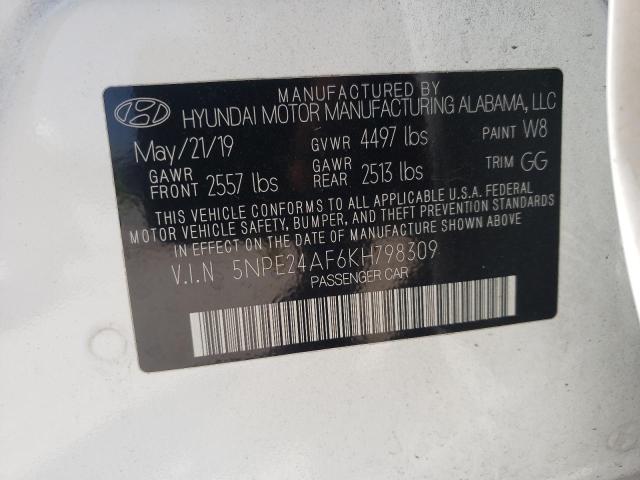 MANUFACTURED BY
HYUNDAI MOTOR MANUFACTURING ALABAMA, LLC
May/21/19 GVWR 4497 lbs PAINT W8
GAWR FRONT 2557 lbs GAWR REAR 2513 lbs TRIM GG
THIS VEHICLE CONFORMS TO ALL APPLICABLE U.S.A. FEDERAL
MOTOR VEHICLE SAFETY, BUMPER, AND THEFT PREVENTION STANDARDS
IN EFFECT ON THE DATE OF MANUFACTURE SHOWN ABOVE.
V.I.N 5NPE24AF6KH798309
PASSENGER CAR